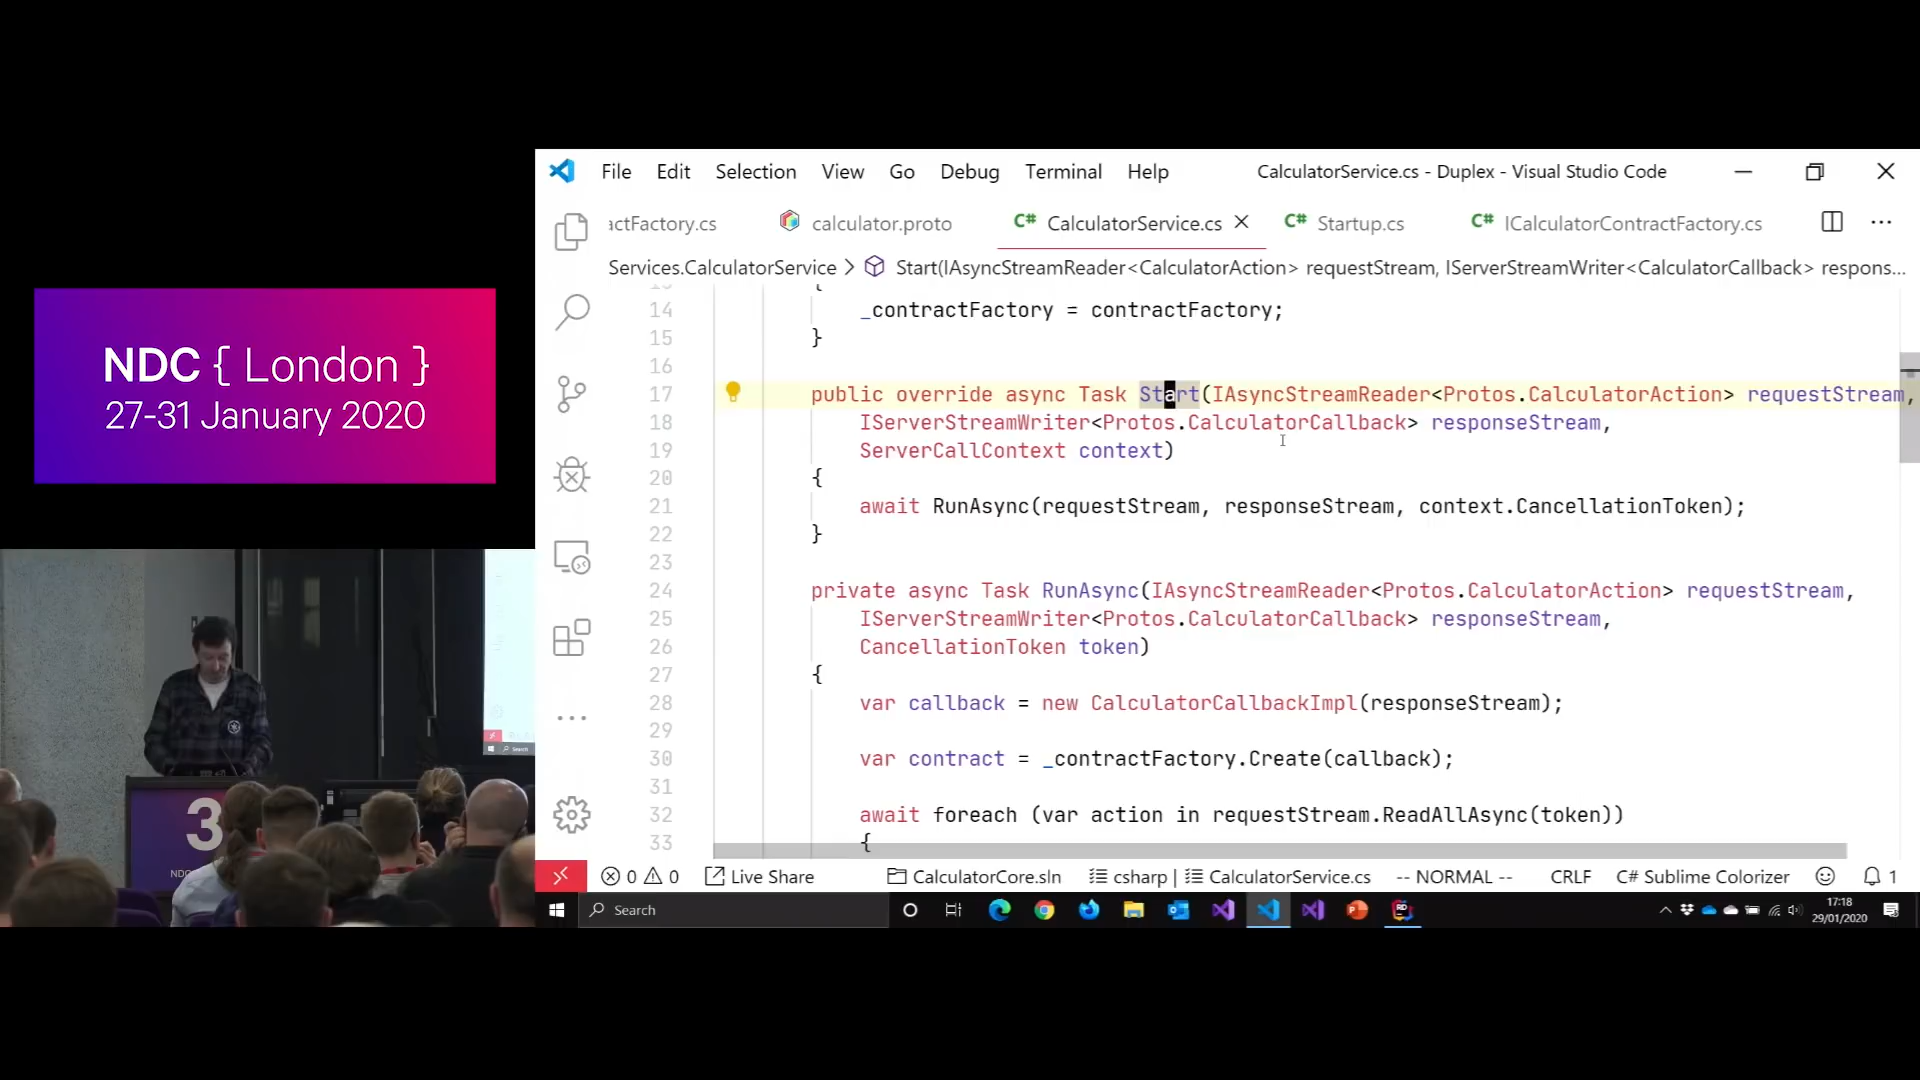 NDC { London }
27-31 January 2020
3
NDC
File Edit Selection View Go Debug Terminal Help CalculatorService.cs - Duplex - Visual Studio Code
actFactory.cs calculator.proto C# CalculatorService.cs C# Startup.cs C# ICalculatorContractFactory.cs
Services.CalculatorService > Start(IAsyncStreamReader<CalculatorAction> requestStream, IServerStreamWriter<CalculatorCallback> respons...
{
14 _contractFactory = contractFactory;
15 }
16
17 public override async Task Start(IAsyncStreamReader<Protos.CalculatorAction> requestStream,
18 IServerStreamWriter<Protos.CalculatorCallback> responseStream,
19 ServerCallContext context)
20 {
21 await RunAsync(requestStream, responseStream, context.CancellationToken);
22 }
23
24 private async Task RunAsync(IAsyncStreamReader<Protos.CalculatorAction> requestStream,
25 IServerStreamWriter<Protos.CalculatorCallback> responseStream,
26 CancellationToken token)
27 {
28 var callback = new CalculatorCallbackImpl(responseStream);
29
30 var contract = _contractFactory.Create(callback);
31
32 await foreach (var action in requestStream.ReadAllAsync(token))
33 {
0 0 Live Share CalculatorCore.sln csharp | CalculatorService.cs -- NORMAL -- CRLF C# Sublime Colorizer 1
Search
17:18
29/01/2020